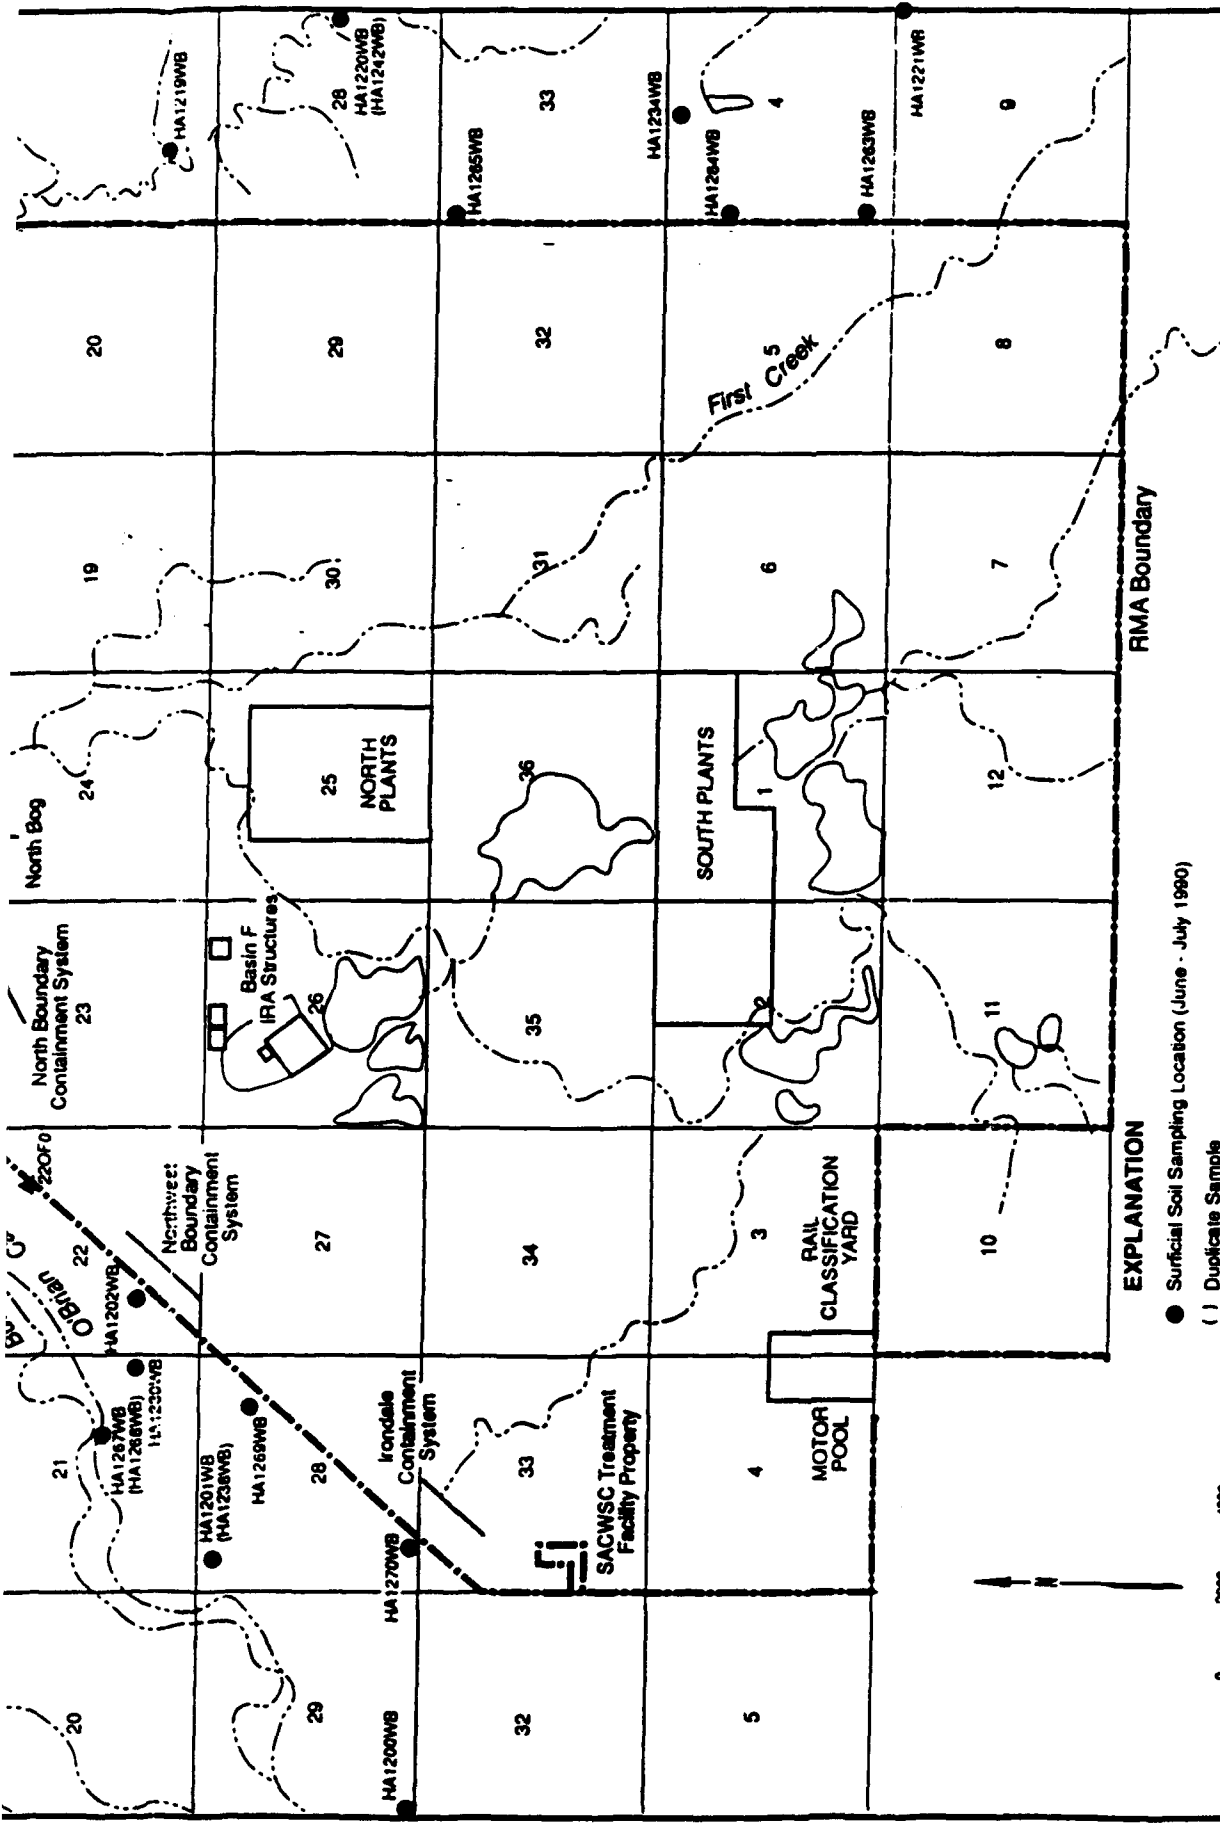 20
21
22
22OF0
23
North Boundary
Containment System
24
North Bog
19
20
HA1219WB
O'Brian
HA1202WB
HA1230WB
HA1267WB
(HA1266WB)
HA1201WB
(HA1236WB)
HA1269WB
Northwest
Boundary
Containment
System
29
28
27
26
Basin F
IRA Structures
25
NORTH
PLANTS
30
29
28
HA1220WB
(HA1242WB)
HA1200WB
HA1270WB
Irondale
Containment
System
HA1265WB
32
33
34
35
36
31
32
33
SACWSC Treatment
Facility Property
HA1234WB
HA1264WB
First Creek
SOUTH PLANTS
5
4
3
2
1
6
5
4
MOTOR
POOL
RAIL
CLASSIFICATION
YARD
HA1263WB
HA1221WB
10
11
12
7
8
9
N
RMA Boundary
EXPLANATION
Surficial Soil Sampling Location (June - July 1990)
( ) Duplicate Sample
0